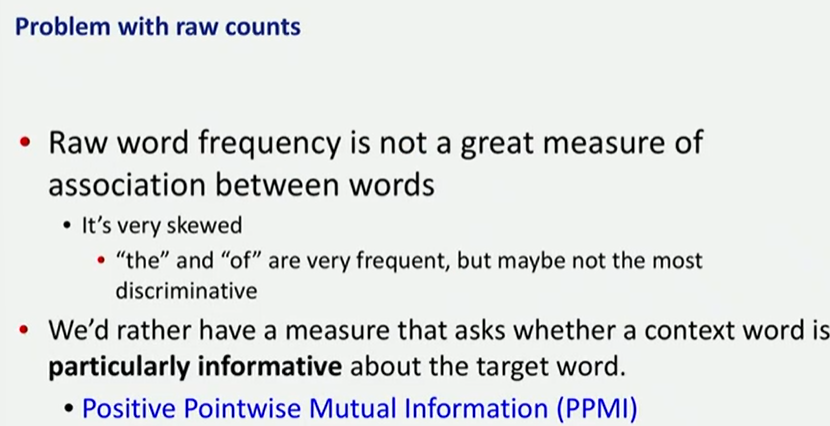 Problem with raw counts
• Raw word frequency is not a great measure of
association between words
• It’s very skewed
• “the” and “of” are very frequent, but maybe not the most
discriminative
• We’d rather have a measure that asks whether a context word is
particularly informative about the target word.
• Positive Pointwise Mutual Information (PPMI)